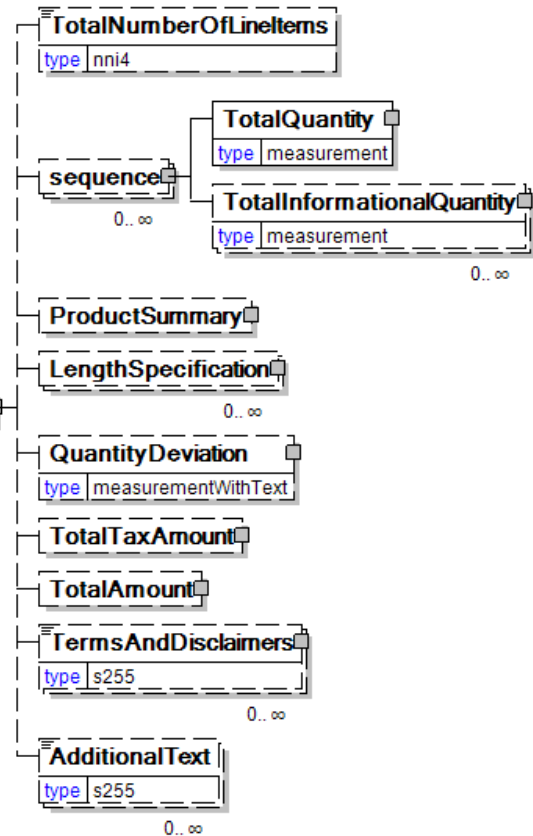 TotalNumberOfLineItems
type nni4
TotalQuantity
type measurement
sequence
0.. ∞
TotalInformationalQuantity
type measurement
0.. ∞
ProductSummary
LengthSpecification
0.. ∞
QuantityDeviation
type measurementWithText
TotalTaxAmount
TotalAmount
TermsAndDisclaimers
type s255
0.. ∞
AdditionalText
type s255
0.. ∞